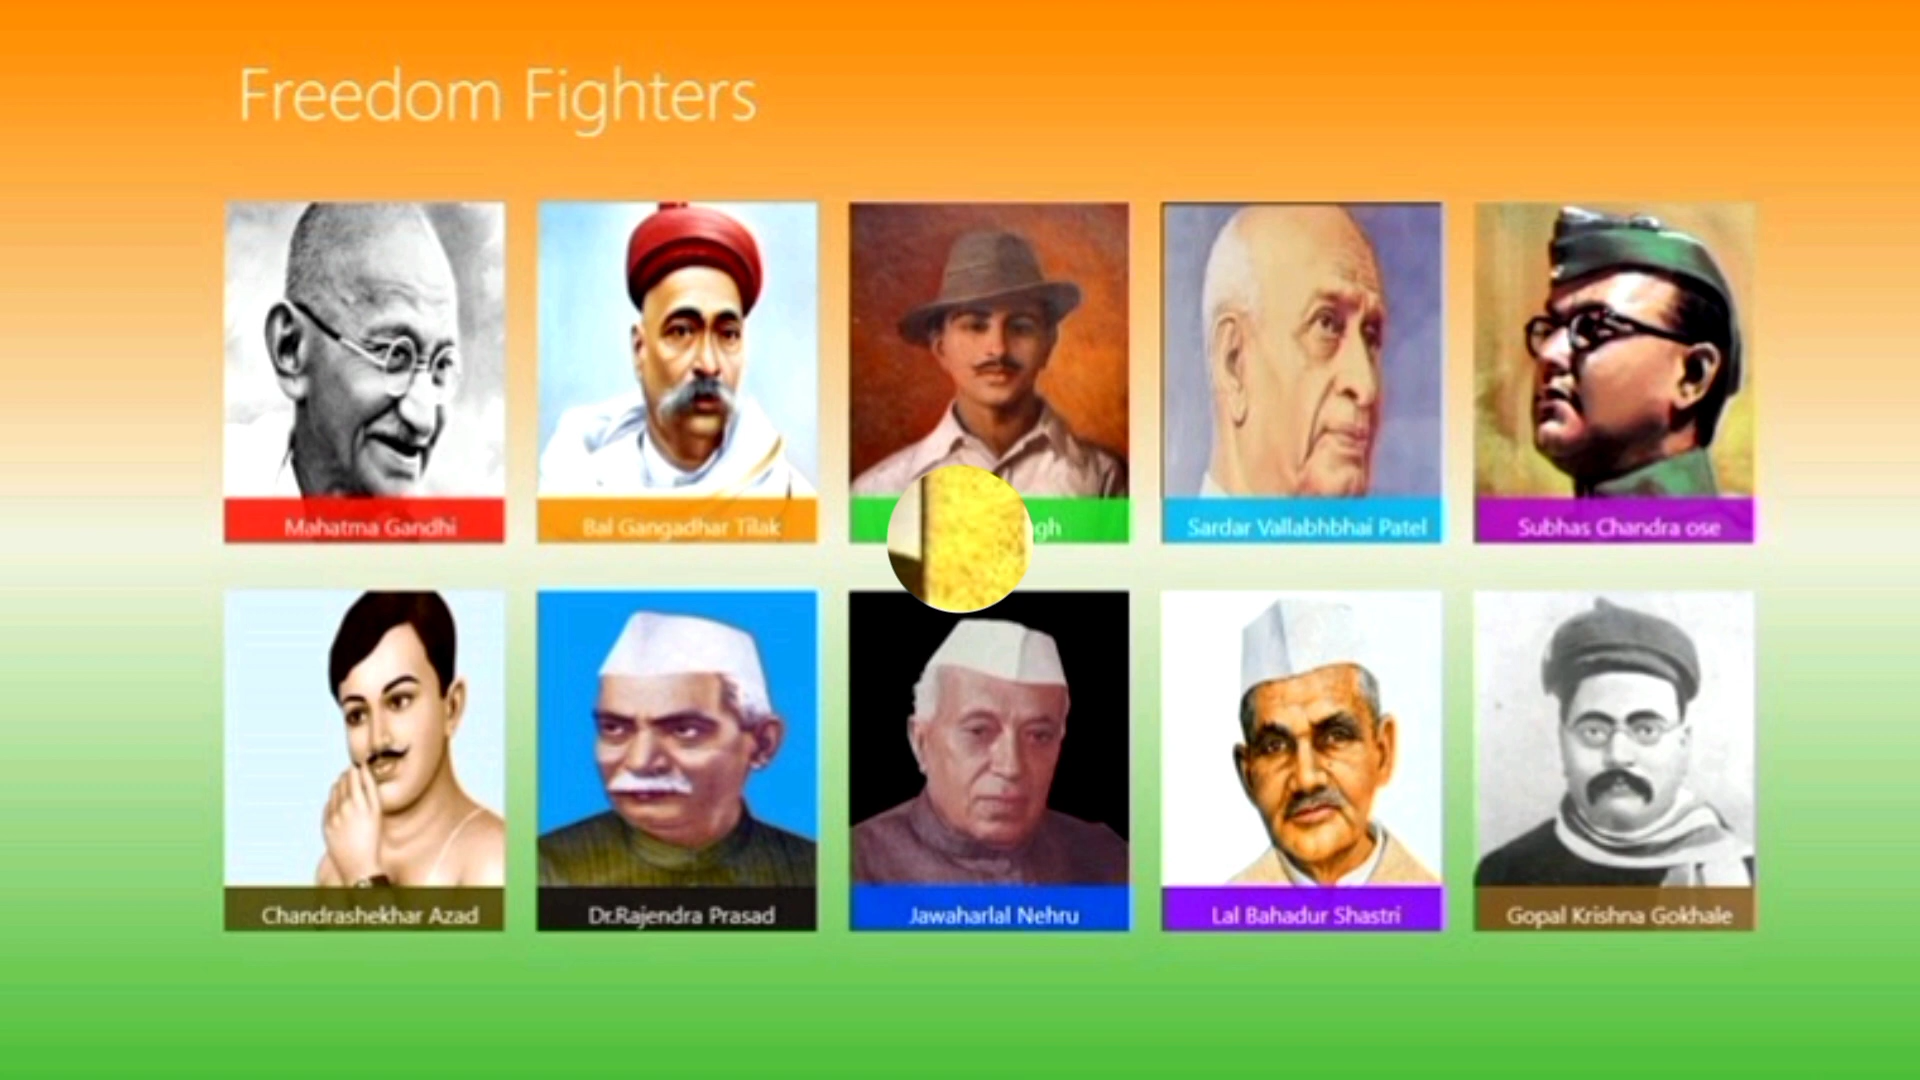 Freedom Fighters
Mahatma Gandhi
Bal Gangadhar Tilak
gh
Sardar Vallabhbhai Patel
Subhas Chandra ose
Chandrashekhar Azad
Dr.Rajendra Prasad
Jawaharlal Nehru
Lal Bahadur Shastri
Gopal Krishna Gokhale